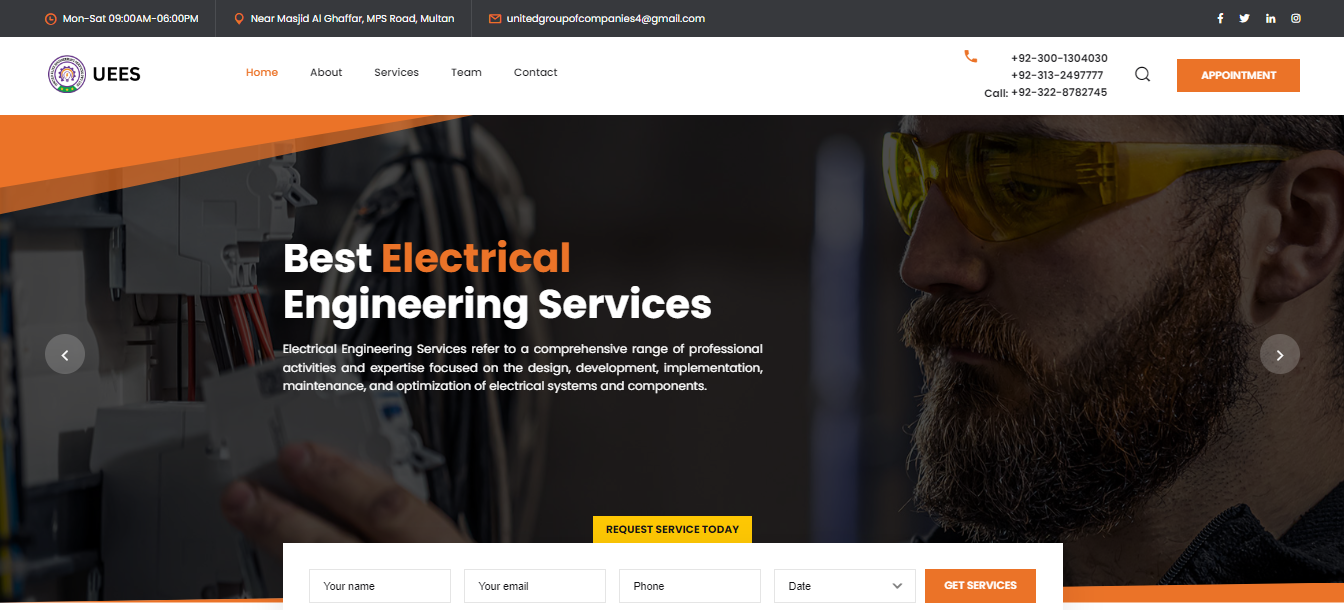 Mon-Sat 09:00AM-06:00PM
Near Masjid Al Ghaffar, MPS Road, Multan
unitedgroupofcompanies4@gmail.com
UEES
Home
About
Services
Team
Contact
+92-300-1304030
+92-313-2497777
Call: +92-322-8782745
APPOINTMENT
Best Electrical
Engineering Services
Electrical Engineering Services refer to a comprehensive range of professional
activities and expertise focused on the design, development, implementation,
maintenance, and optimization of electrical systems and components.
REQUEST SERVICE TODAY
Your name
Your email
Phone
Date
GET SERVICES